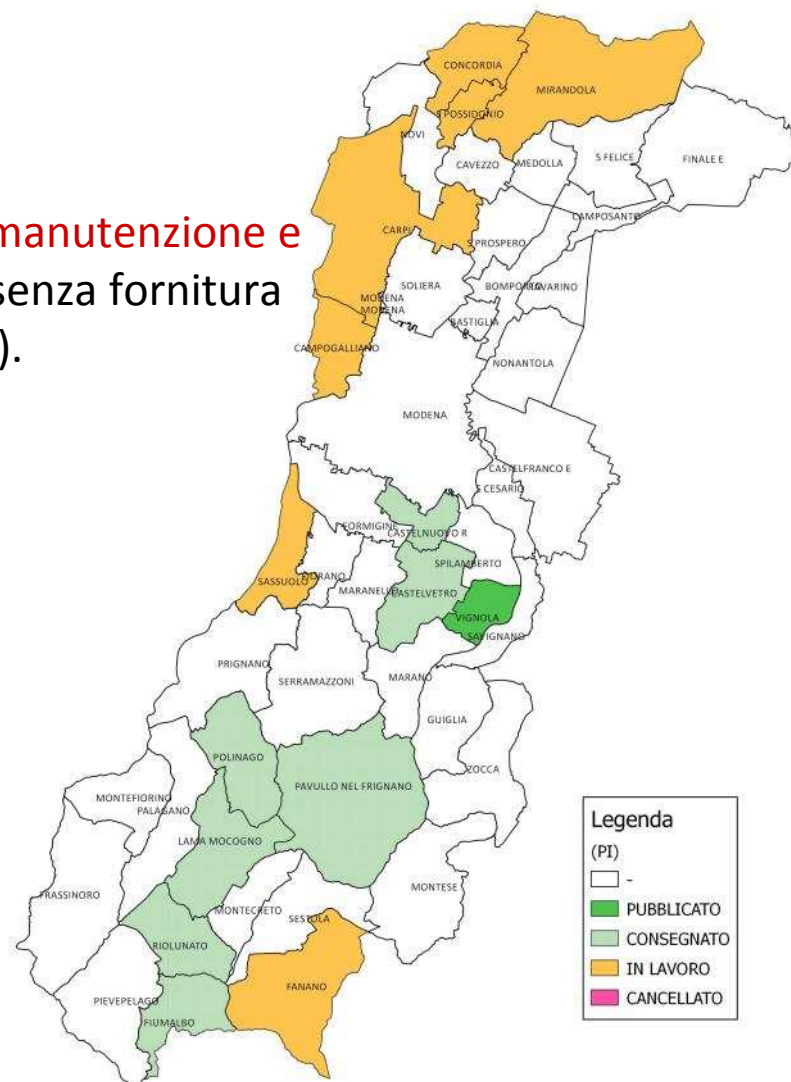 manutenzione e
senza fornitura
).
CONCORDIA
MIRANDOLA
S POSSIDONIO
NOVI
CAVEZZO
MEDOLLA
S FELICE
FINALE E
CAMPOSANTO
CARPI
S PROSPERO
SOLIERA
BOMPORTO
RAVARINO
MODENA
MODENA
BASTIGLIA
CAMPOGALLIANO
NONANTOLA
MODENA
CASTELFRANCO E
S CESARIO
FORMIGINE
CASTELNUOVO R
SPILAMBERTO
SASSUOLO
FIORANO
MARANELLO
CASTELVETRO
VIGNOLA
SAVIGNANO
PRIGNANO
SERRAMAZZONI
MARANO
GUIGLIA
POLINAGO
ZOCCA
PAVULLO NEL FRIGNANO
MONTEFIORINO
PALAGANO
LAMA MOCOGNO
MONTESE
FRASSINORO
MONTECRETO
SESTOLA
RIOLUNATO
FANANO
PIEVEPELAGO
FIUMALBO
Legenda
(PI)
-
PUBBLICATO
CONSEGNATO
IN LAVORO
CANCELLATO